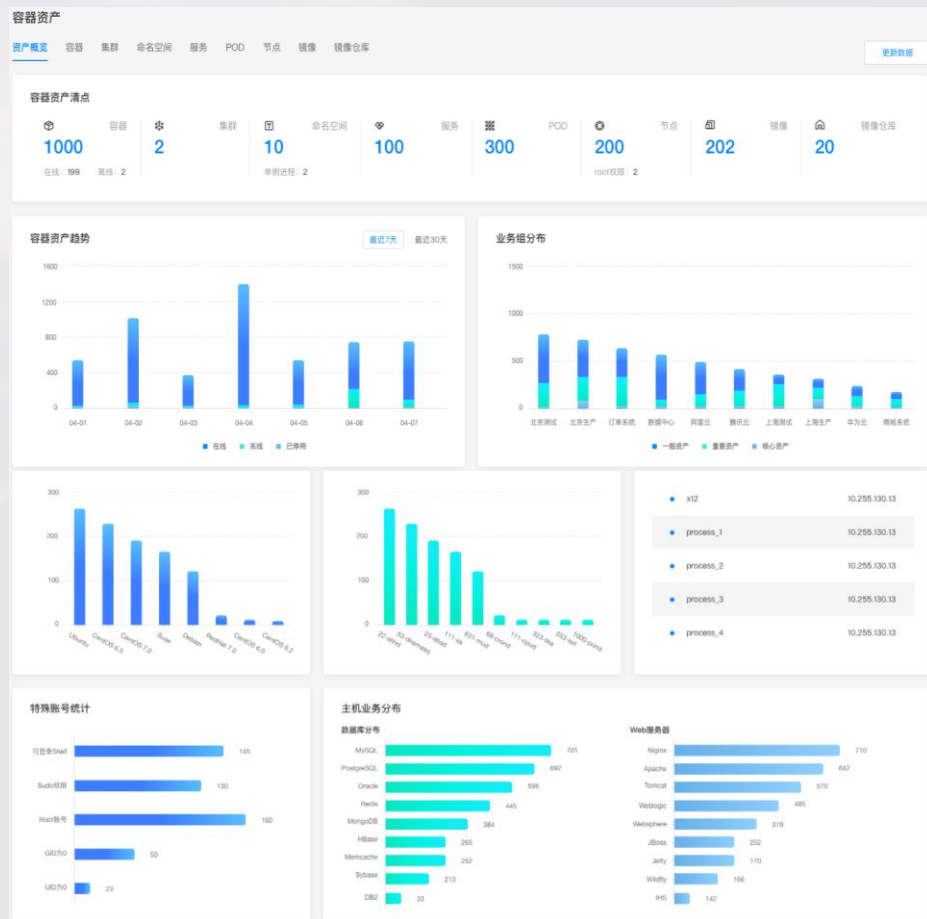 容器资产
资产概览 容器 集群 命名空间 服务 POD 节点 镜像 镜像仓库
更新数据
容器资产清点
容器 集群 命名空间 服务 POD 节点 镜像 镜像仓库
1000 2 10 100 300 200 202 20
在线: 199 离线: 2 单例进程: 2 root权限: 2
容器资产趋势 最近7天 最近30天
1600
1200
800
400
0
04-01 04-02 04-03 04-04 04-05 04-06 04-07
在线 离线 已停用
业务组分布
1500
1000
500
0
北京测试 北京生产 订单系统 数据中心 阿里云 腾讯云 上海测试 上海生产 华为云 商城系统
一般资产 重要资产 核心资产
300
200
100
0
Ubuntu CentOS 6.5 CentOS 7.0 Suse Debian RedHat 7.0 CentOS 6.0 CentOS 6.2
300
200
100
0
22-sshd 53-dnsmasq 111-kk 631-mud 111-cpud 323-lika
x12 10.255.130.13
process_1 10.255.130.13
process_2 10.255.130.13
process_3 10.255.130.13
process_4 10.255.130.13
特殊账号统计
可登录Shell 145
Sudo权限 130
Root账号 160
GID为0 50
UID为0 23
主机业务分布
数据库分布
MySQL 701
PostgreSQL 692
Oracle 595
Redis 445
MongoDB 384
HBase 265
Memcache 262
Sybase 213
DB2 33
Web服务器
Nginx 710
Apache 642
Tomcat 570
Weblogic 485
Websphere 319
JBoss 202
Jetty 170
Wildfly 166
IHS 142